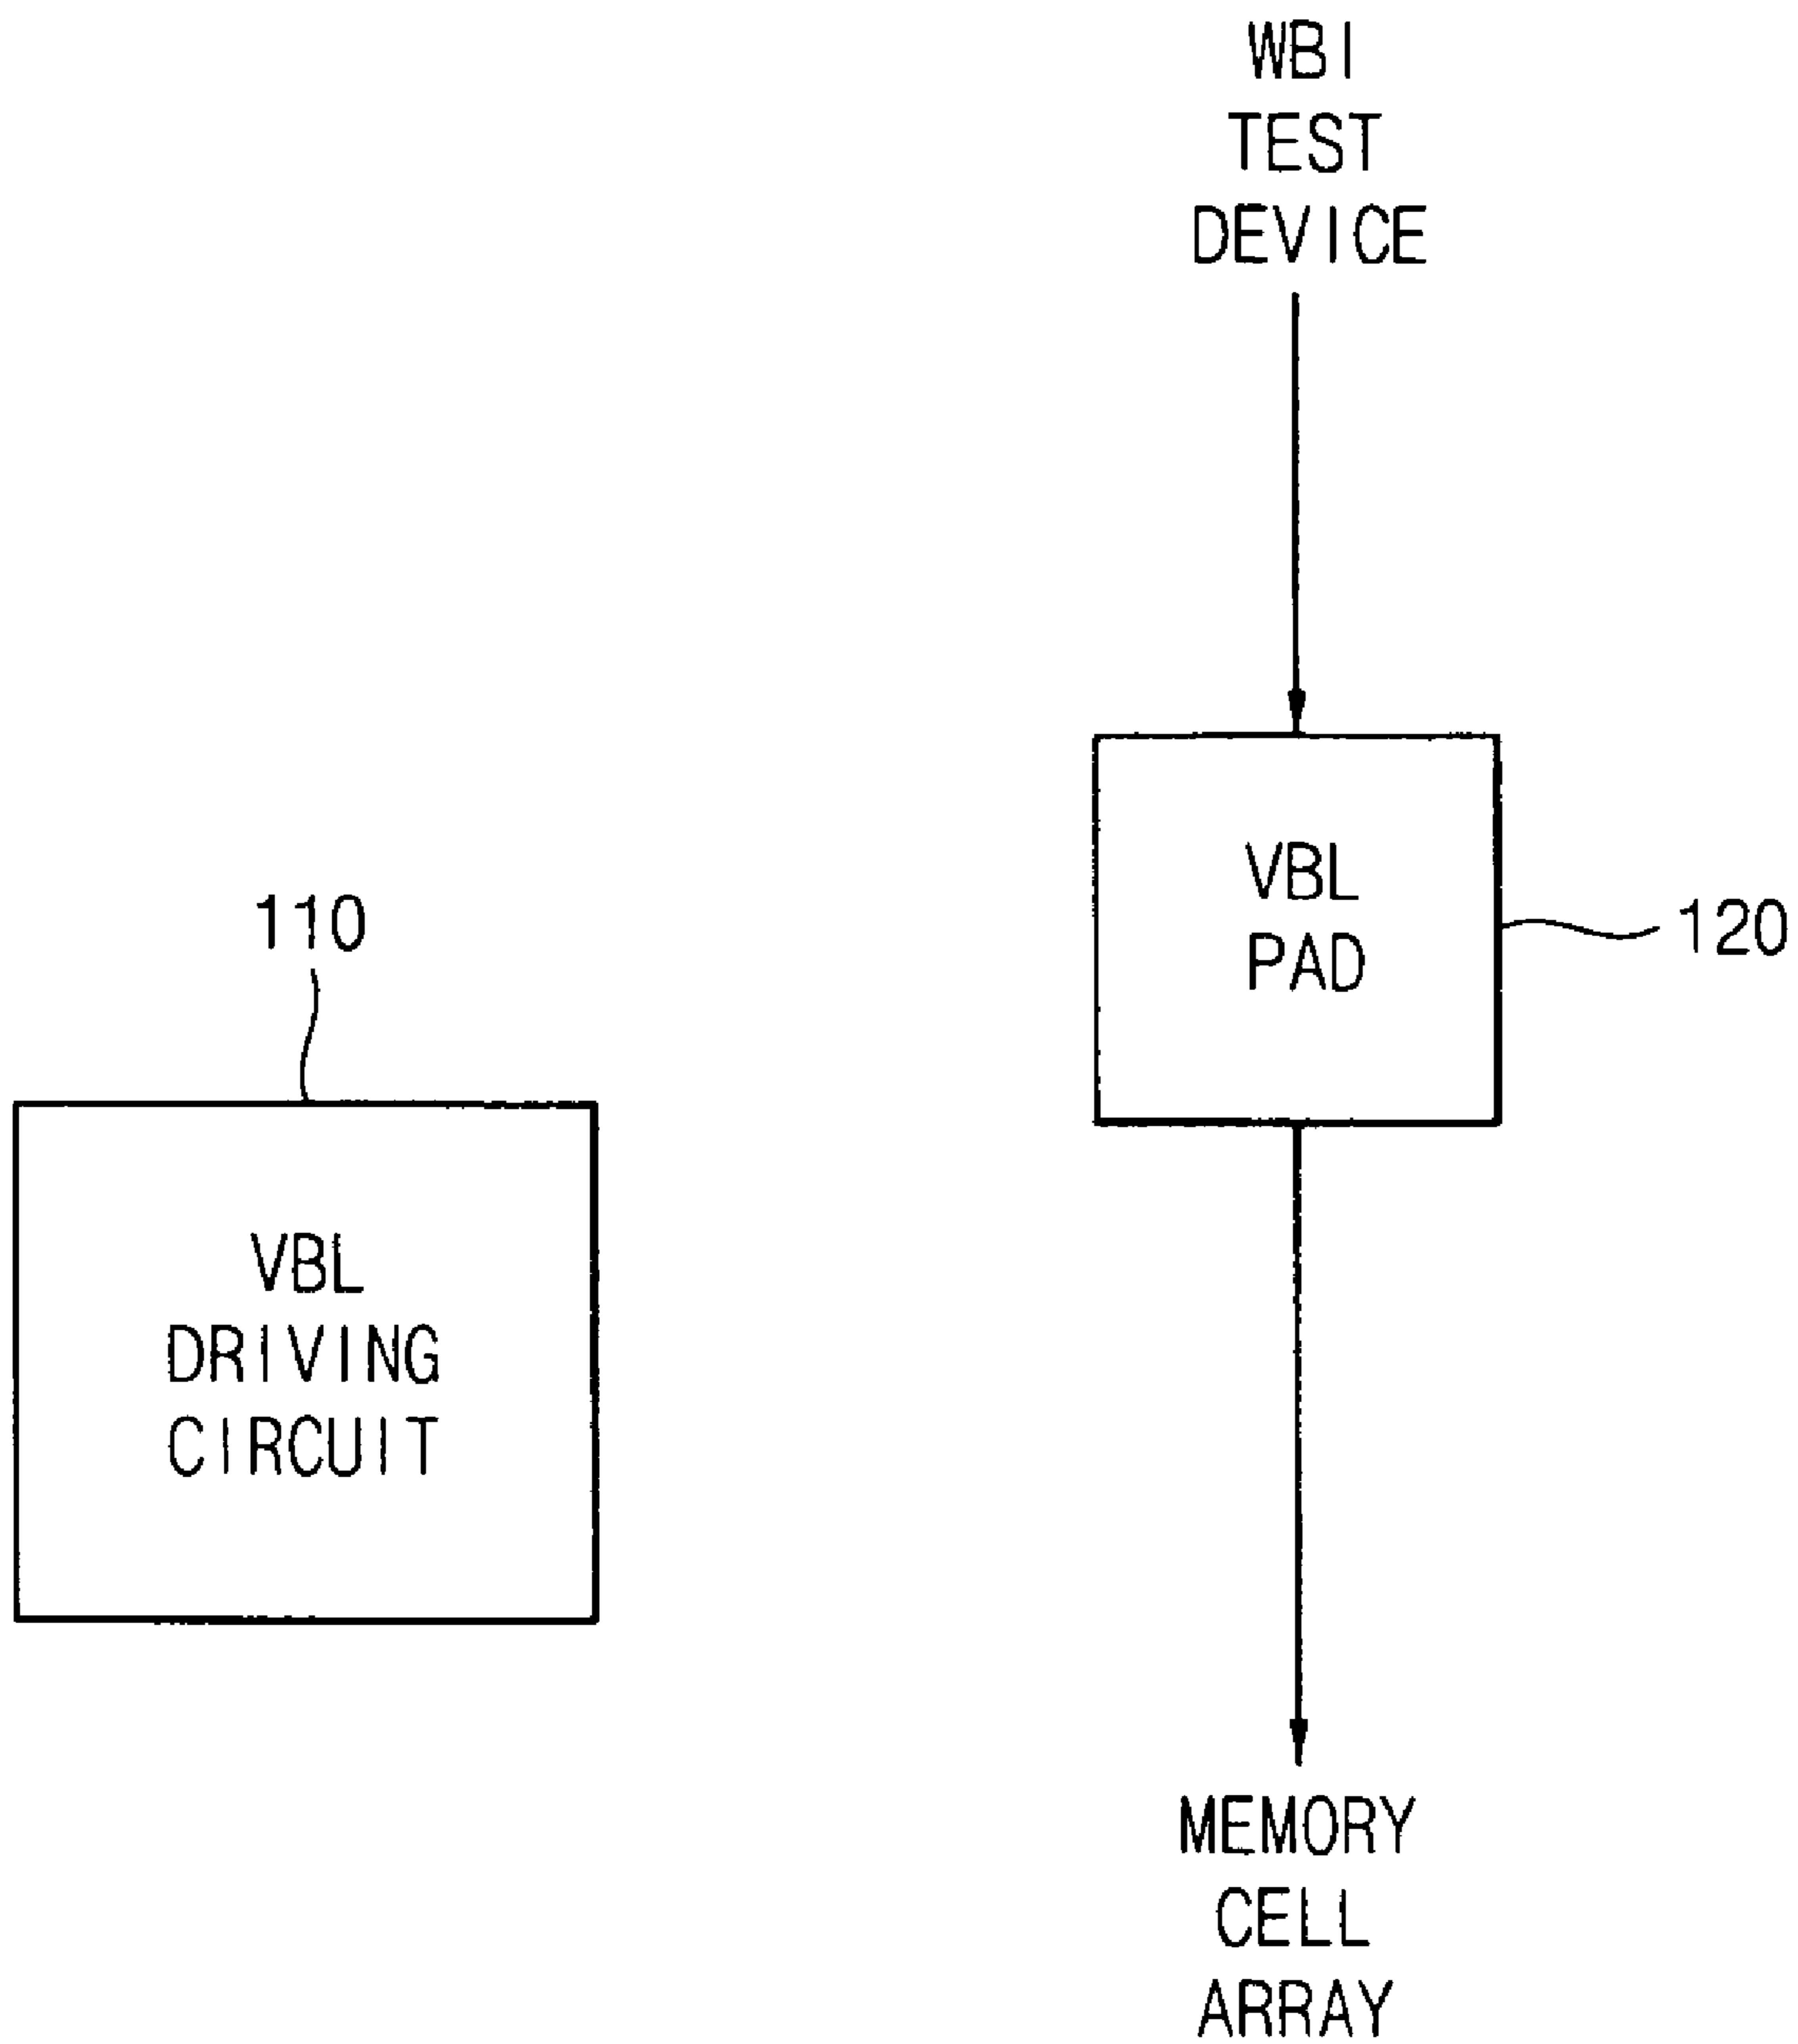 WBI
TEST
DEVICE
VBL
PAD
120
110
VBL
DRIVING
CIRCUIT
MEMORY
CELL
ARRAY